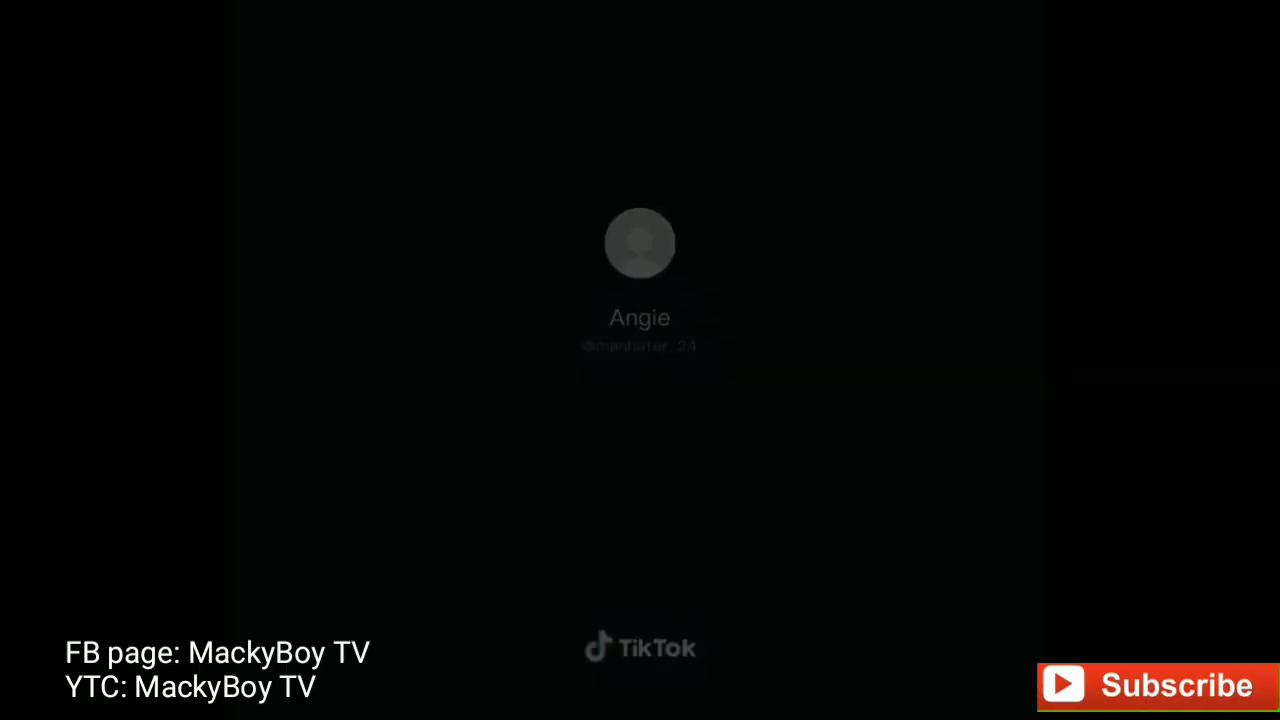 Angie
TikTok
FB page: MackyBoy TV
YTC: MackyBoy TV
Subscribe